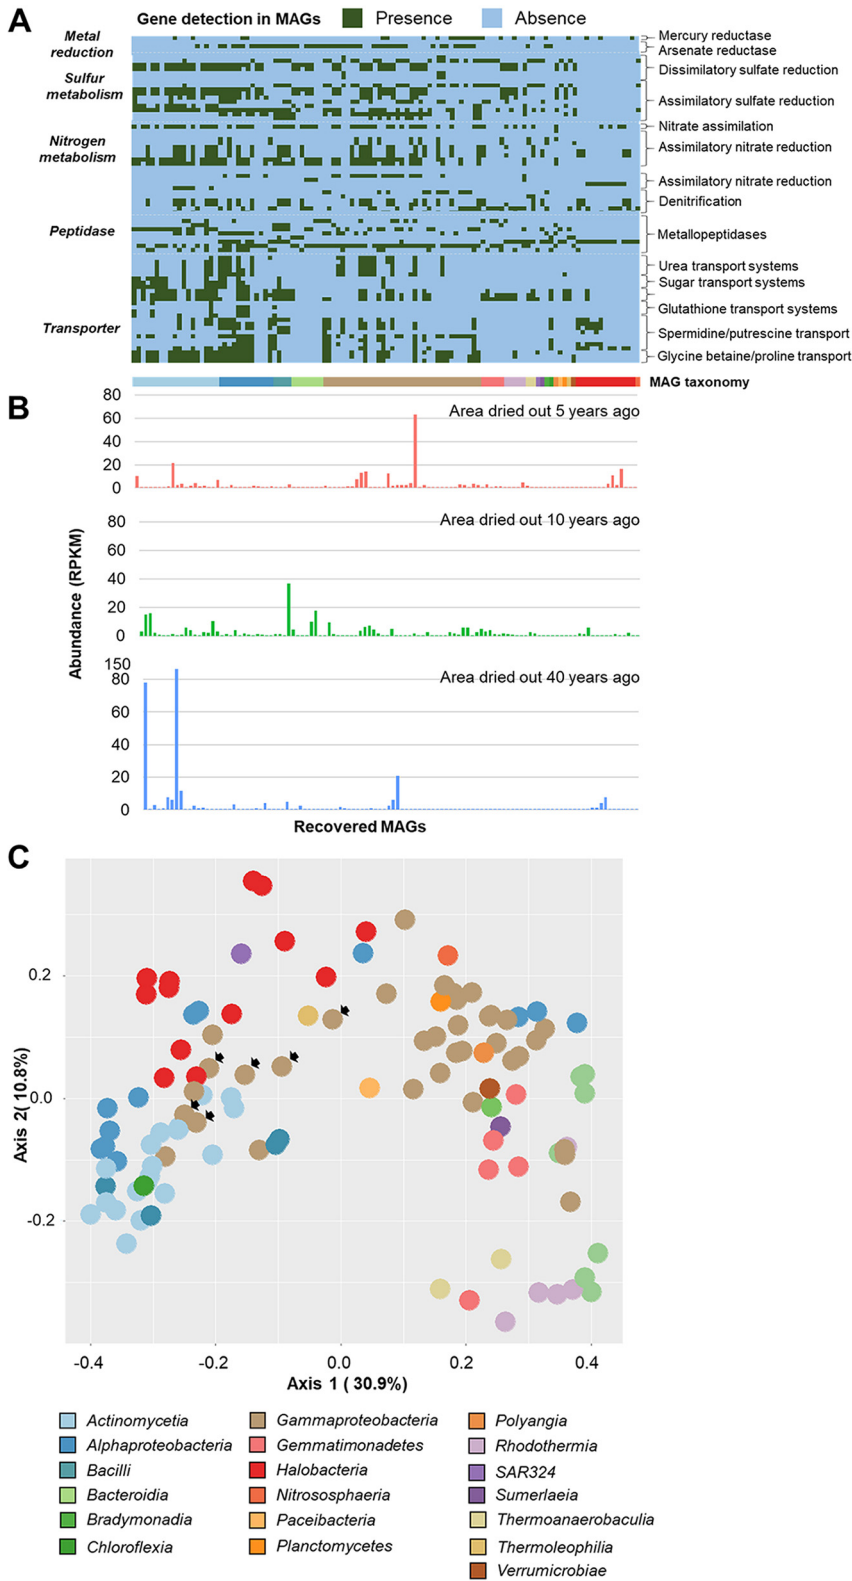 A
Gene detection in MAGs
Presence
Absence
Metal
reduction
Sulfur
metabolism
Nitrogen
metabolism
Peptidase
Transporter
Mercury reductase
Arsenate reductase
Dissimilatory sulfate reduction
Assimilatory sulfate reduction
Nitrate assimilation
Assimilatory nitrate reduction
Assimilatory nitrate reduction
Denitrification
Metallopeptidases
Urea transport systems
Sugar transport systems
Glutathione transport systems
Spermidine/putrescine transport
Glycine betaine/proline transport
MAG taxonomy
B
Area dried out 5 years ago
80
60
40
20
0
Area dried out 10 years ago
80
60
40
20
0
Area dried out 40 years ago
150
80
60
40
20
0
Abundance (RPKM)
Recovered MAGs
C
0.2
0.0
-0.2
Axis 2( 10.8%)
-0.4
-0.2
0.0
0.2
0.4
Axis 1 ( 30.9%)
Actinomycetia
Alphaproteobacteria
Bacilli
Bacteroidia
Bradymonadia
Chloroflexia
Gammaproteobacteria
Gemmatimonadetes
Halobacteria
Nitrososphaeria
Paceibacteria
Planctomycetes
Polyangia
Rhodothermia
SAR324
Sumerlaeia
Thermoanaerobaculia
Thermoleophilia
Verrumicrobiae